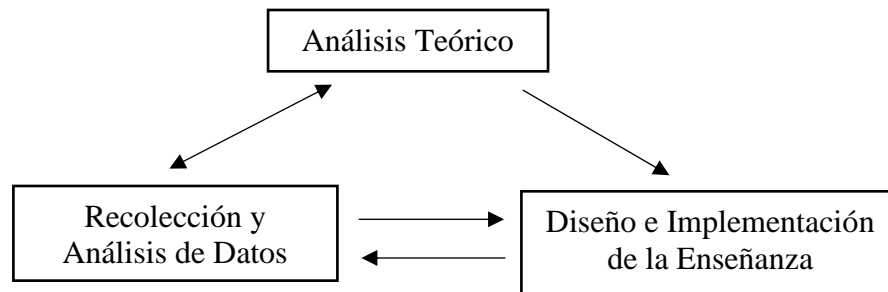 Análisis Teórico
Recolección y
Análisis de Datos
Diseño e Implementación
de la Enseñanza